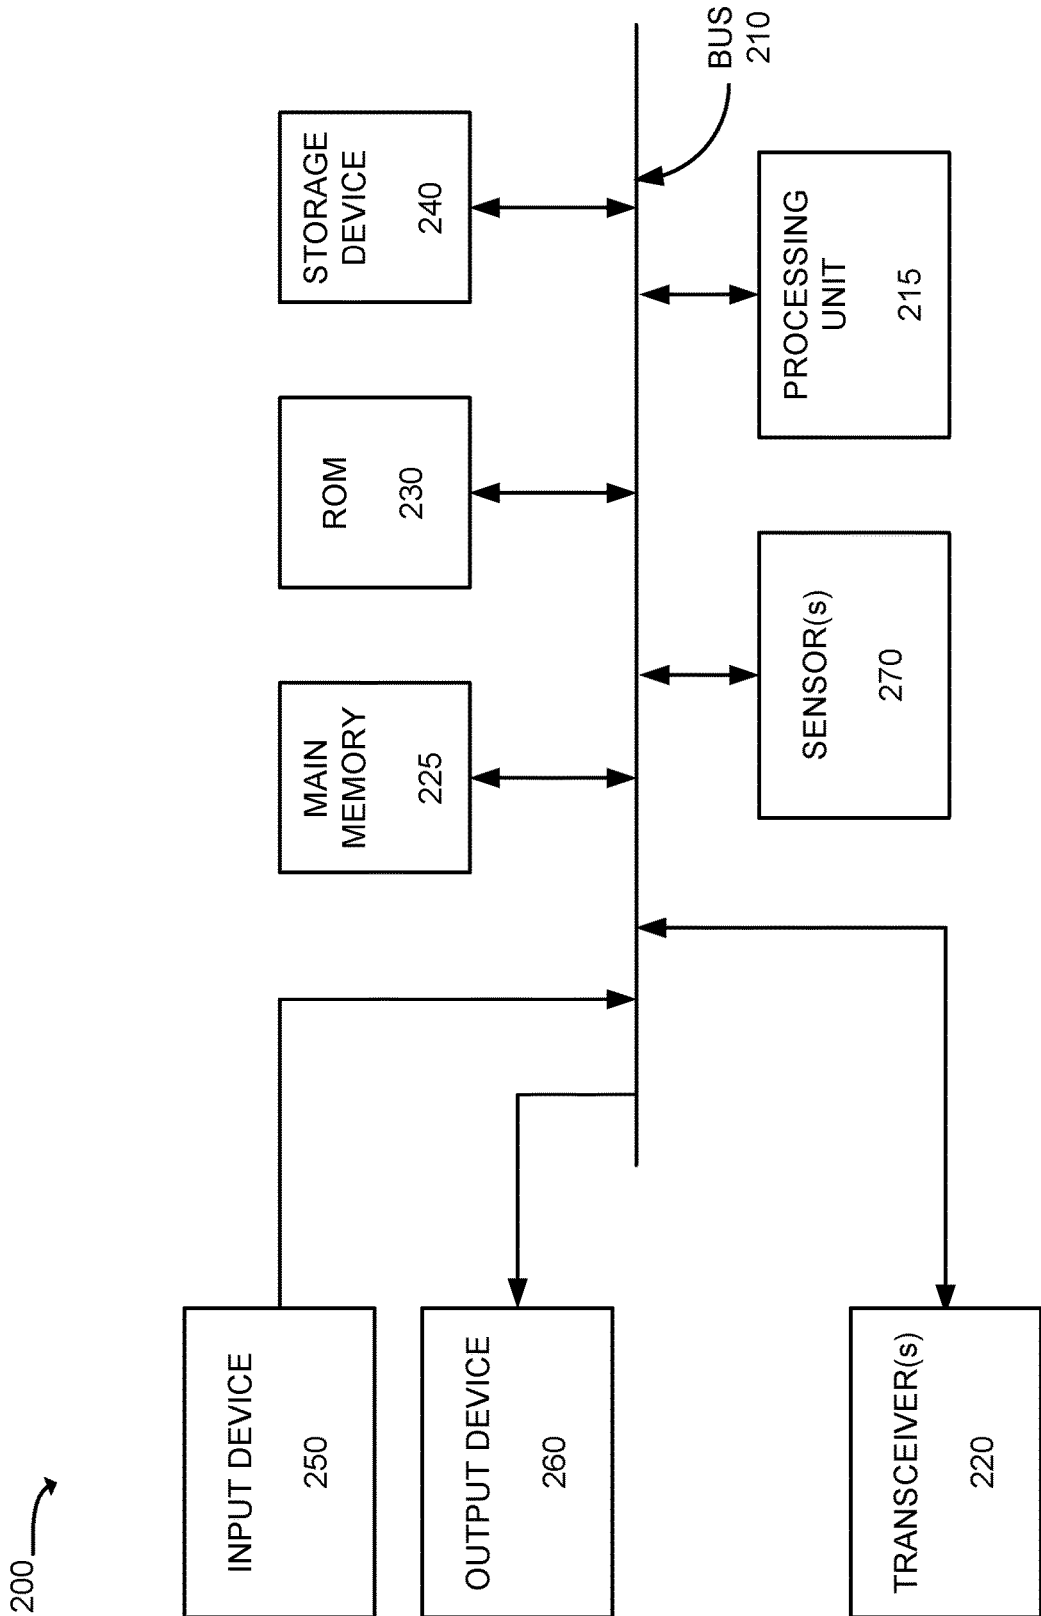 200
INPUT DEVICE
250
OUTPUT DEVICE
260
TRANSCEIVER(s)
220
MAIN
MEMORY
225
ROM
230
STORAGE
DEVICE
240
SENSOR(s)
270
PROCESSING
UNIT
215
BUS
210